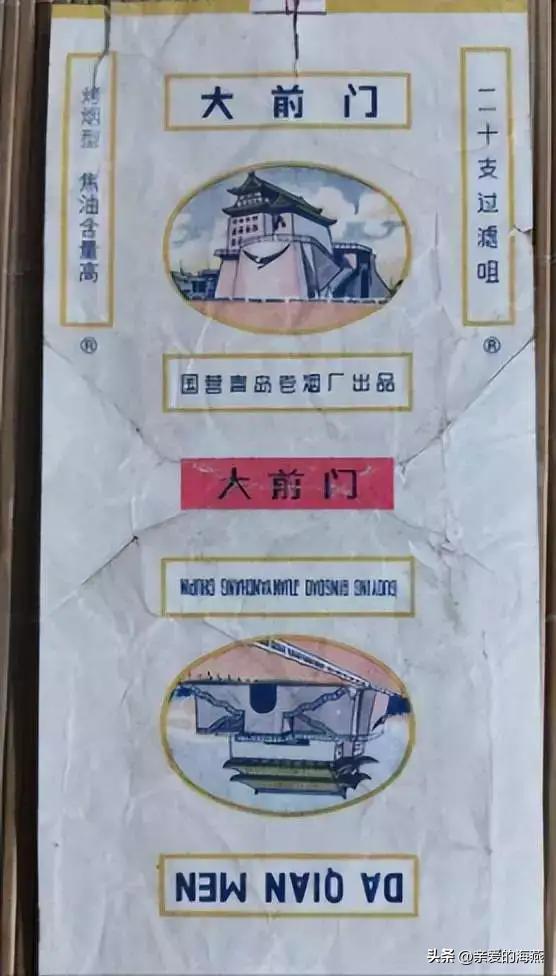 大前门
烤烟型 焦油含量高
二十支过滤咀
®
®
国营青岛卷烟厂出品
大前门
GUOYING QINGDAO JUANYANCHANG CHUPIN
DA QIAN MEN
头条 @亲爱的海燕